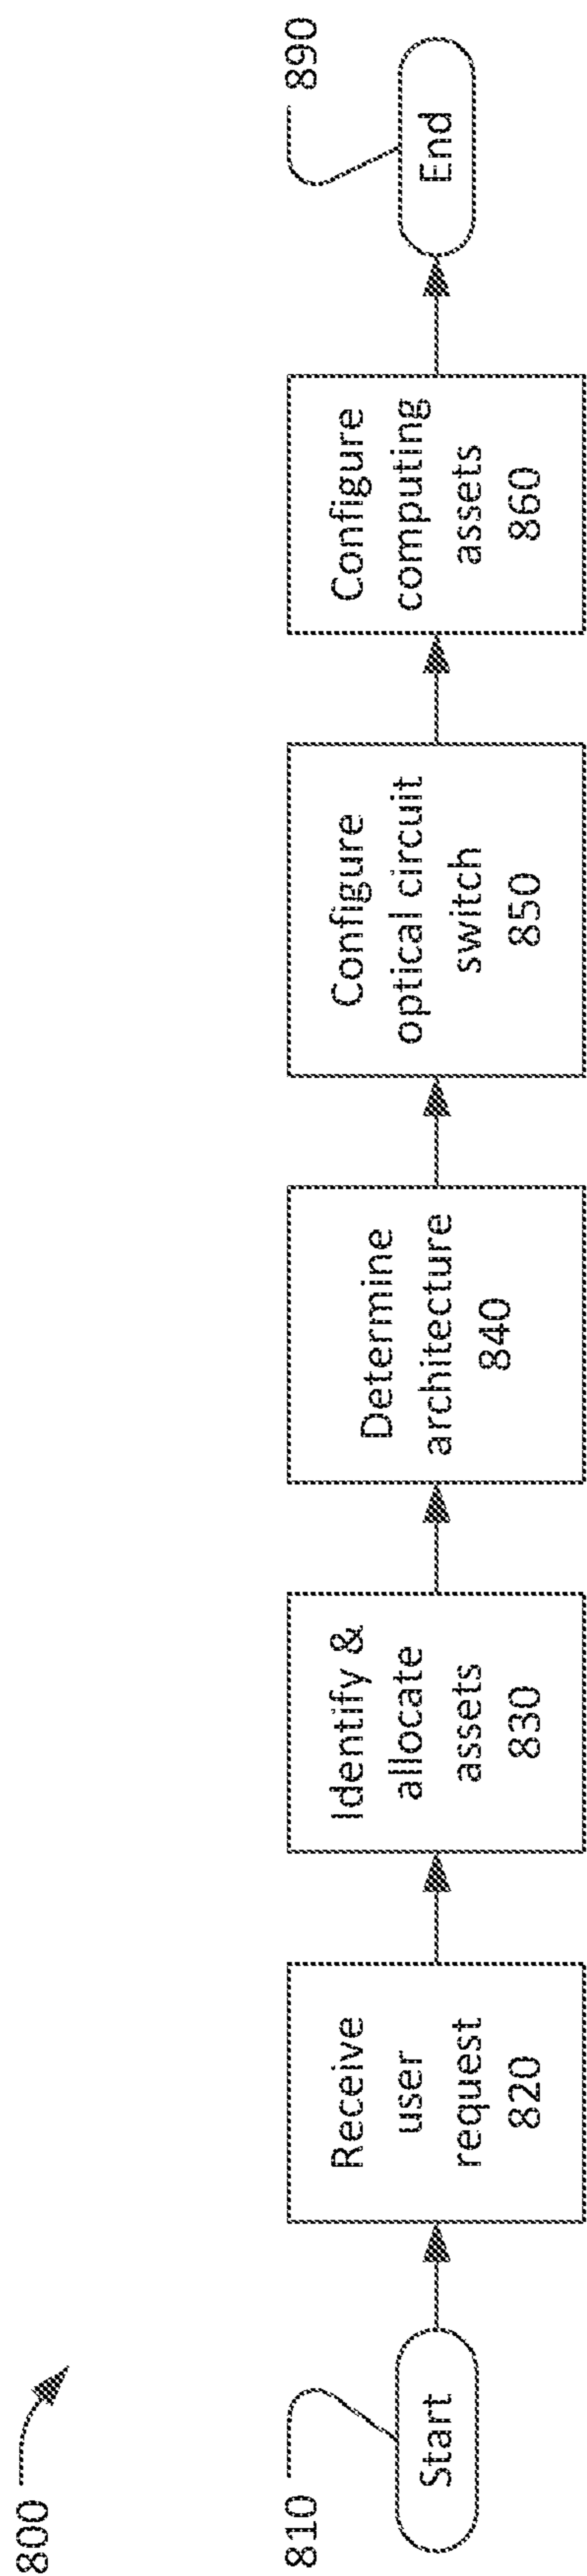 800
810
Start
Receive
user
request
820
Identify &
allocate
assets
830
Determine
architecture
840
Configure
optical circuit
switch
850
Configure
computing
assets
860
End
890